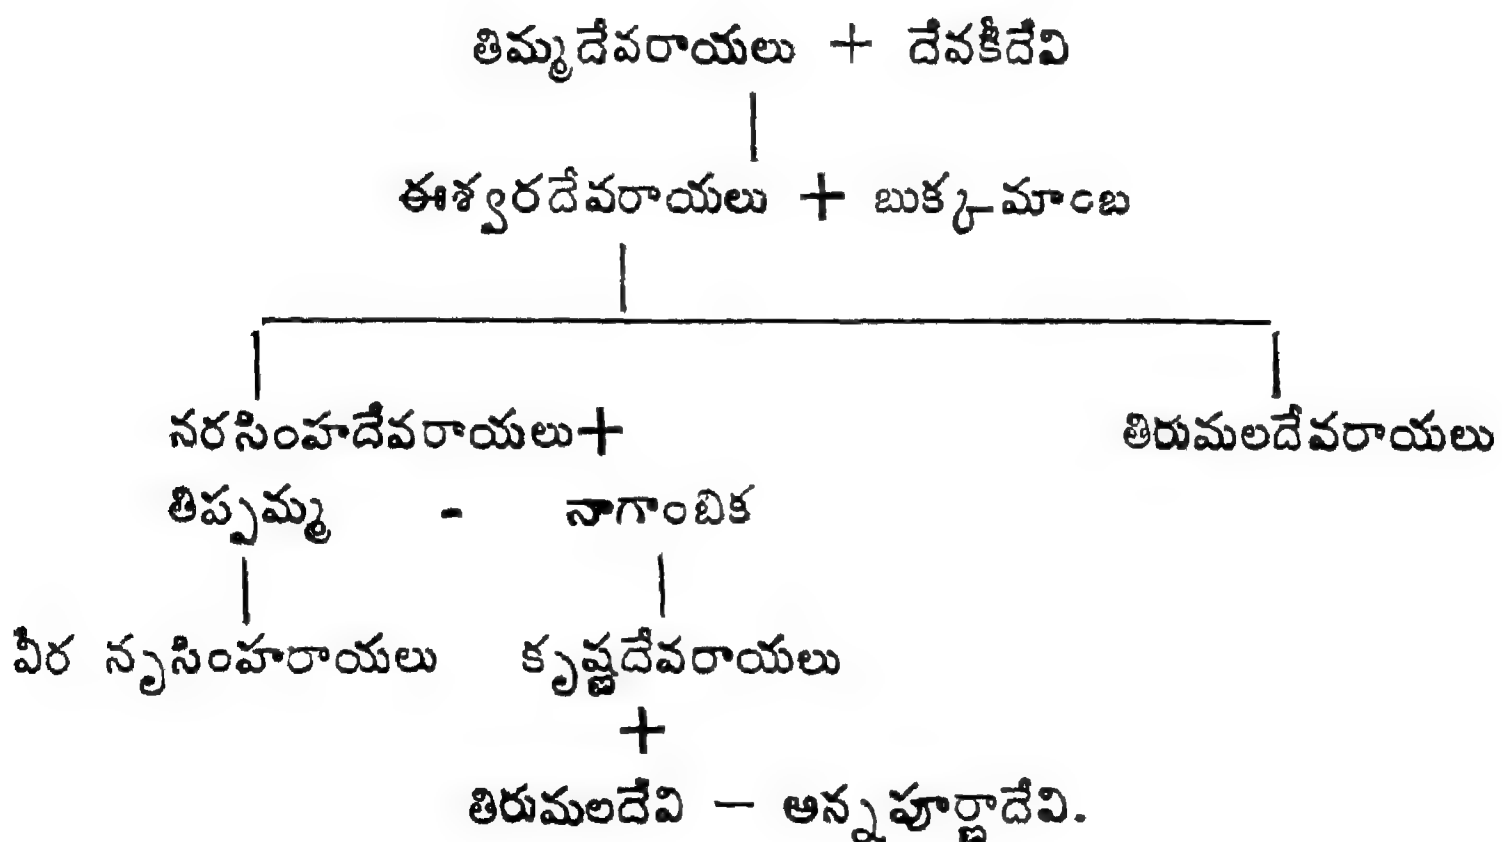 తిమ్మదేవరాయలు + దేవకీదేవి
ఈశ్వరదేవరాయలు + బుక్కమాంబ
నరసింహదేవరాయలు+ తిరుమలదేవరాయలు
తిప్పమ్మ - నాగాంబిక
వీర నృసింహరాయలు కృష్ణదేవరాయలు
+
తిరుమలదేవి — అన్నపూర్ణాదేవి.